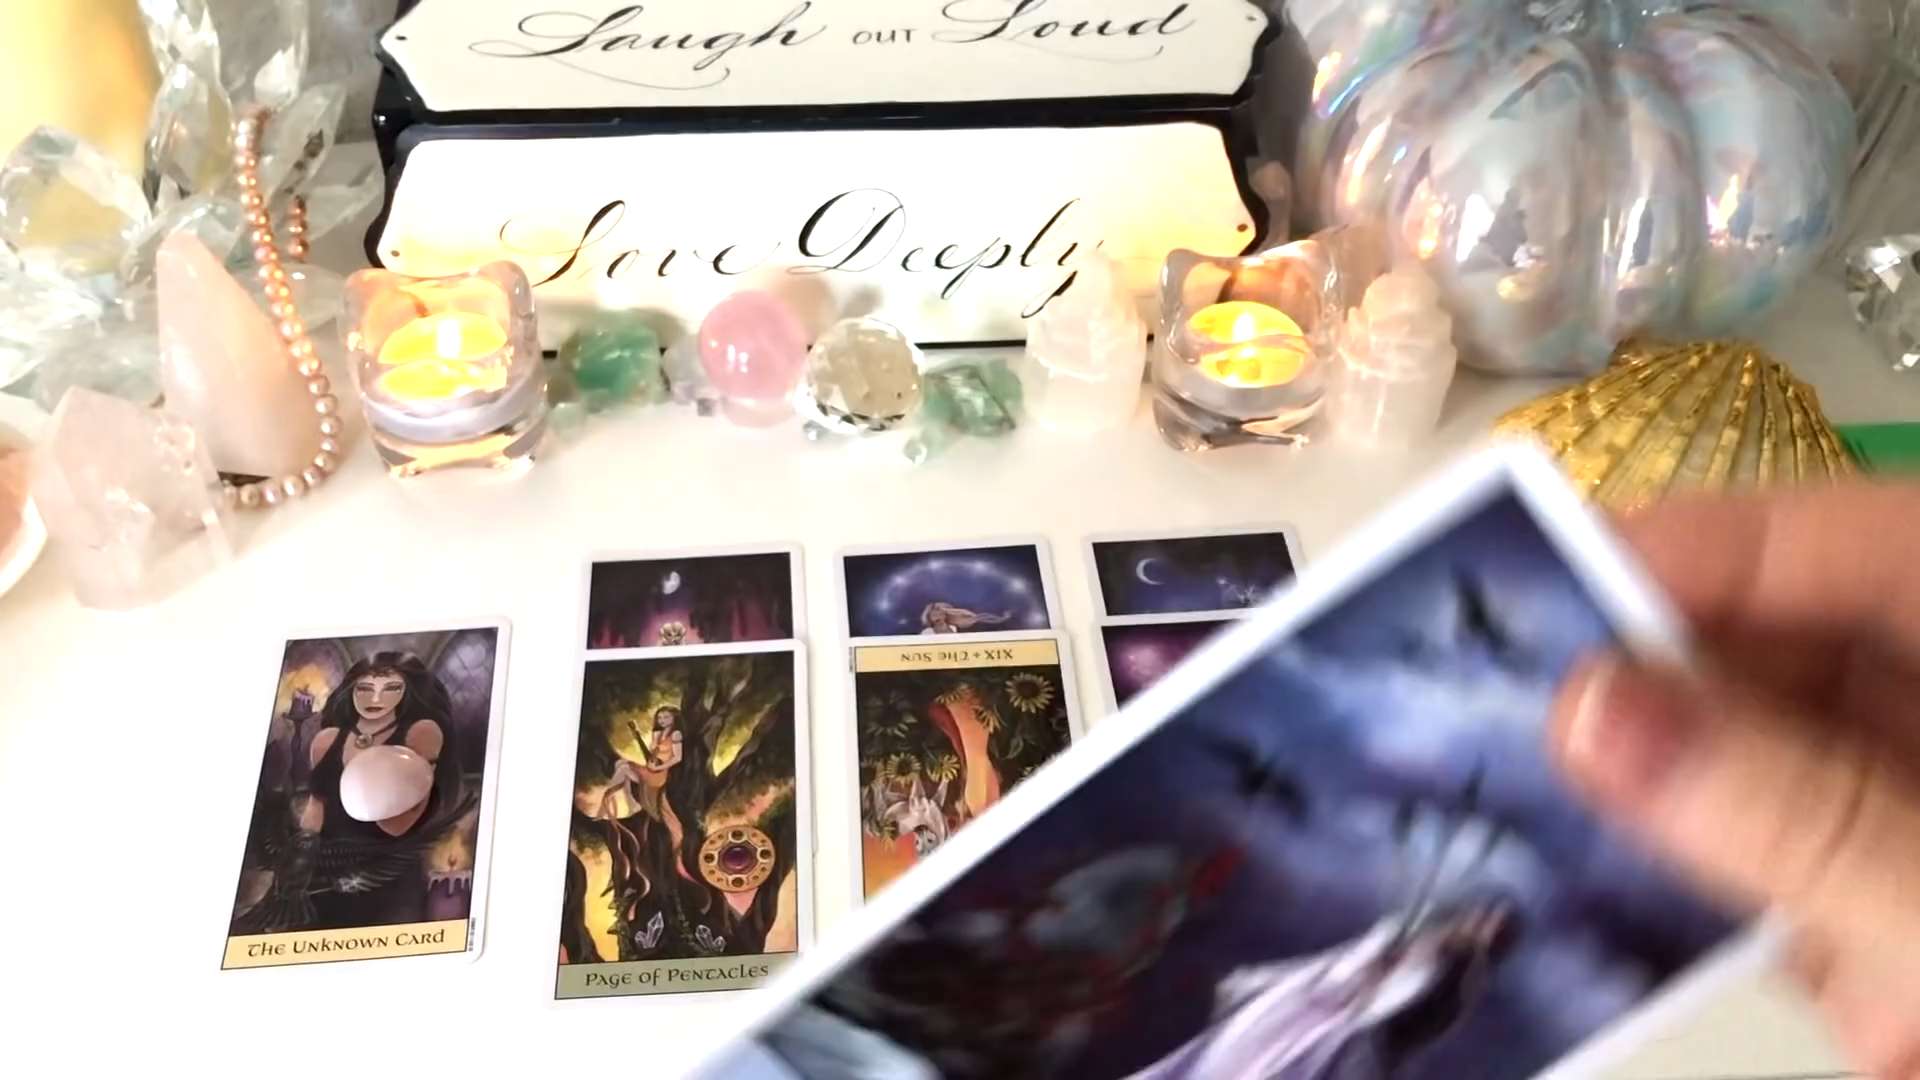 Laugh OUT Loud
Love Deeply
XIX • The Sun
The Unknown Card
Page of Pentacles